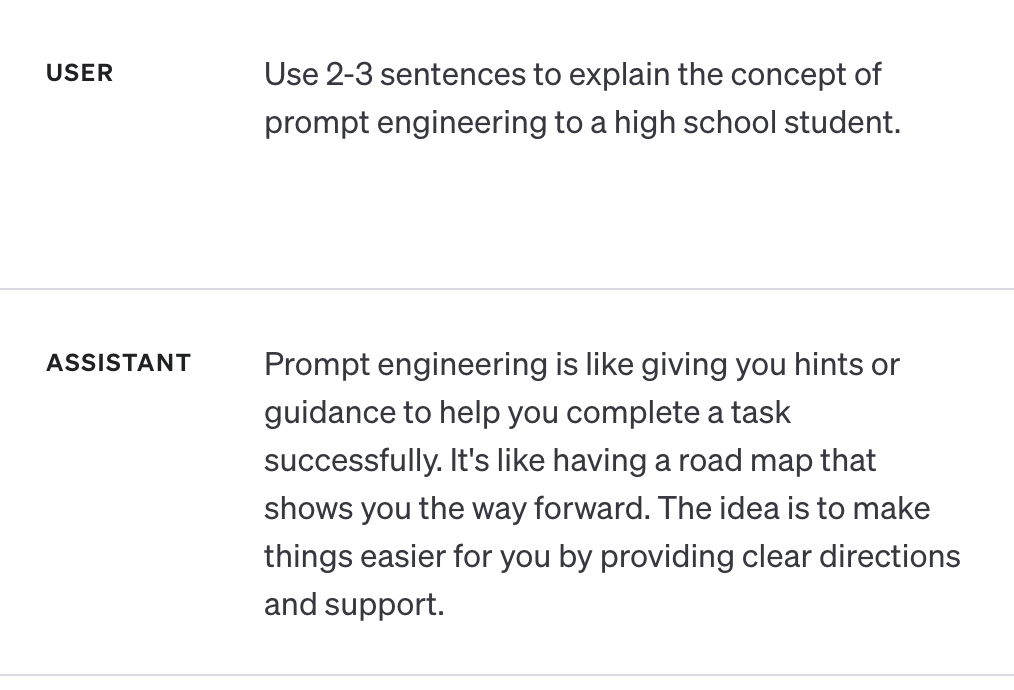 USER
Use 2-3 sentences to explain the concept of
prompt engineering to a high school student.
ASSISTANT
Prompt engineering is like giving you hints or
guidance to help you complete a task
successfully. It's like having a road map that
shows you the way forward. The idea is to make
things easier for you by providing clear directions
and support.